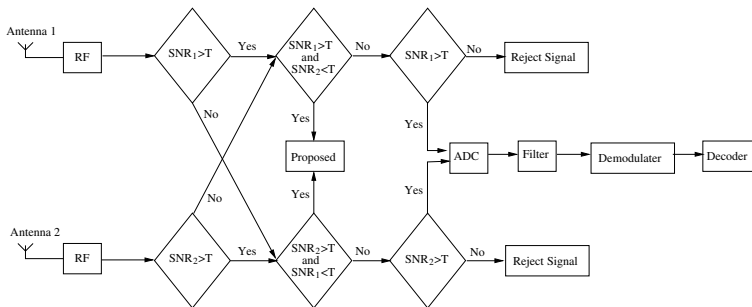 Antenna 1
RF
SNR₁>T
Yes
No
SNR₁>T
and
SNR₂<T
No
Yes
SNR₁>T
No
Yes
Reject Signal
Proposed
ADC
Filter
Demodulater
Decoder
Antenna 2
RF
SNR₂>T
No
Yes
Yes
SNR₂>T
and
SNR₁<T
No
Yes
SNR₂>T
No
Reject Signal